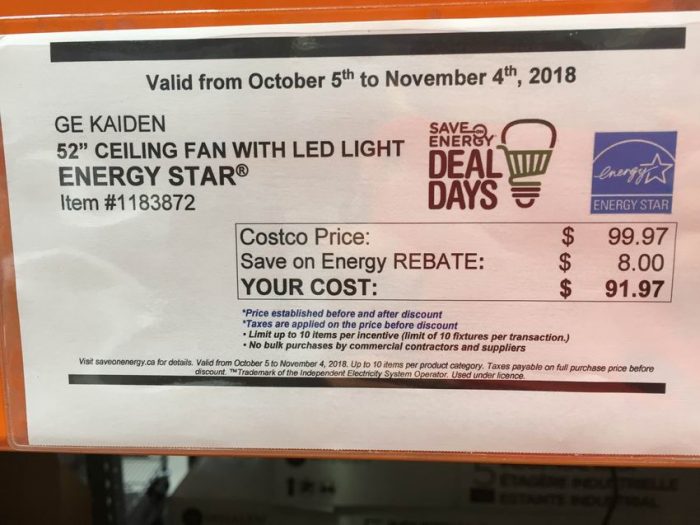 Valid from October 5th to November 4th, 2018
GE KAIDEN
52” CEILING FAN WITH LED LIGHT
ENERGY STAR®
Item #1183872
SAVE ON
ENERGY
DEAL
DAYS
energy
ENERGY STAR
Costco Price: $ 99.97
Save on Energy REBATE: $ 8.00
YOUR COST: $ 91.97
*Price established before and after discount
*Taxes are applied on the price before discount
• Limit up to 10 items per incentive (limit of 10 fixtures per transaction.)
• No bulk purchases by commercial contractors and suppliers
Visit saveonenergy.ca for details. Valid from October 5 to November 4, 2018. Up to 10 items per product category. Taxes payable on full purchase price before
discount. ™Trademark of the Independent Electricity System Operator. Used under licence.
5
ÉTAGÈRE INDUSTRIELLE
ESTANTE INDUSTRIAL